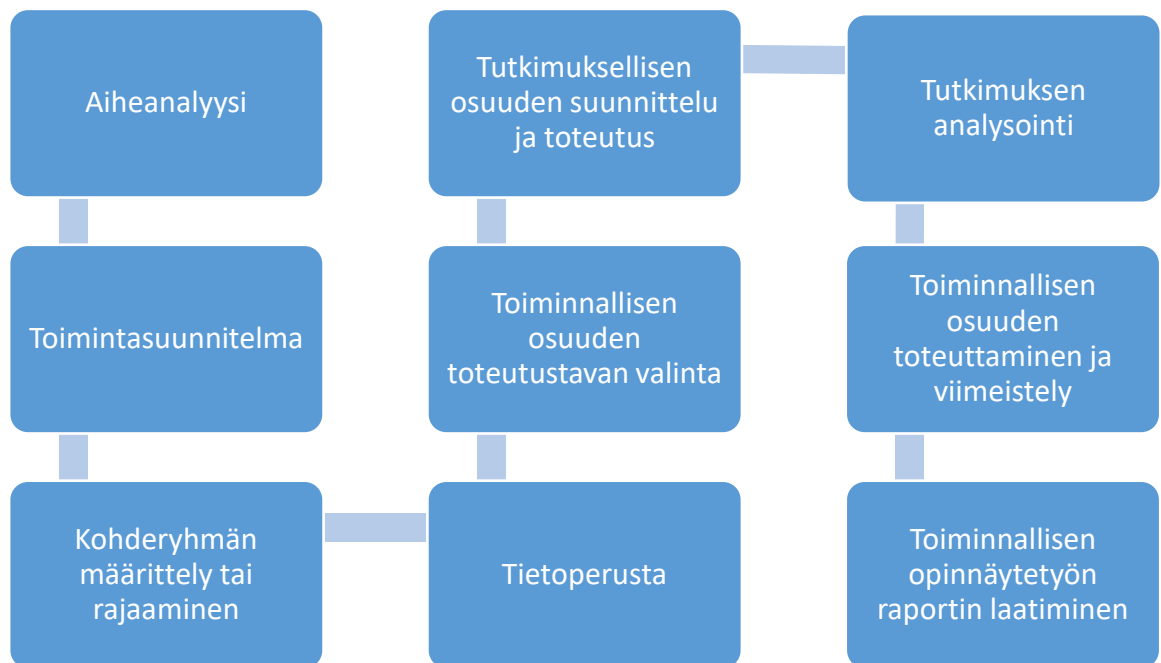 Aiheanalyysi
Toimintasuunnitelma
Kohderyhmän
määrittely tai
rajaaminen
Tietoperusta
Toiminnallisen
osuuden
toteutustavan valinta
Tutkimuksellisen
osuuden suunnittelu
ja toteutus
Tutkimuksen
analysointi
Toiminnallisen
osuuden
toteuttaminen ja
viimeistely
Toiminnallisen
opinnäytetyön
raportin laatiminen